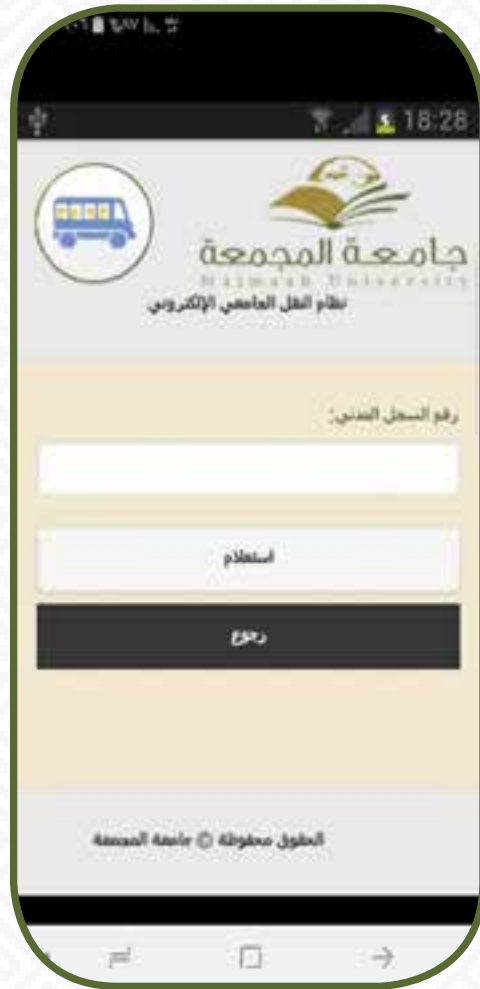 18:28
جامعة المجمعة
Majmaah University
نظام النقل الجامعي الإلكتروني
رقم السجل المدني:
استعلام
رجوع
الحقوق محفوظة © جامعة المجمعة